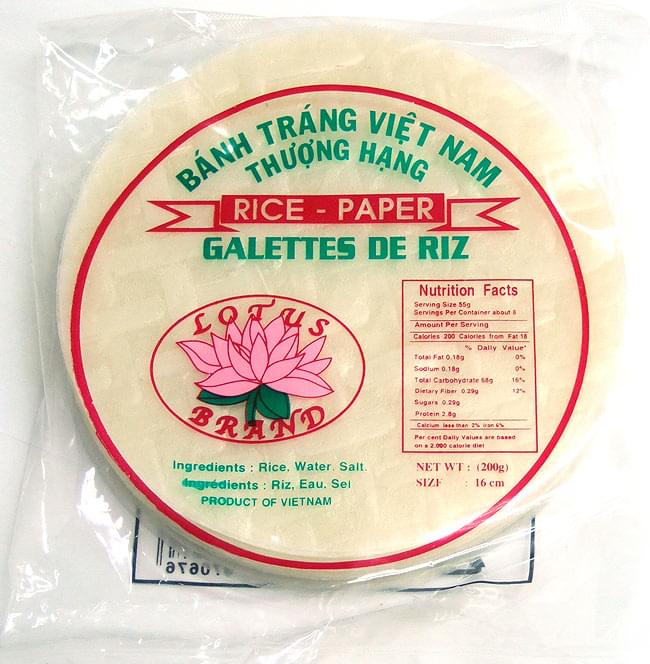 BÁNH TRÁNG VIỆT NAM
THƯỢNG HẠNG
RICE - PAPER
GALETTES DE RIZ
LOTUS
BRAND
Nutrition Facts
Serving Size 55g
Servings Per Container about 6
Amount Per Serving
Calories 200 Calories from Fat 18
% Daily Value*
Total Fat 0.18g 0%
Sodium 0.18g 0%
Total Carbohydrate 68g 16%
Dietary Fiber 0.29g 12%
Sugars 0.29g
Protein 2.8g
Calcium less than 2% Iron 6%
Per cent Daily Values are based
on a 2,000 calorie diet
Ingredients : Rice, Water. Salt.
Ingrédients : Riz, Eau, Sel
PRODUCT OF VIETNAM
NET WT : (200g)
SIZE : 16 cm
70676